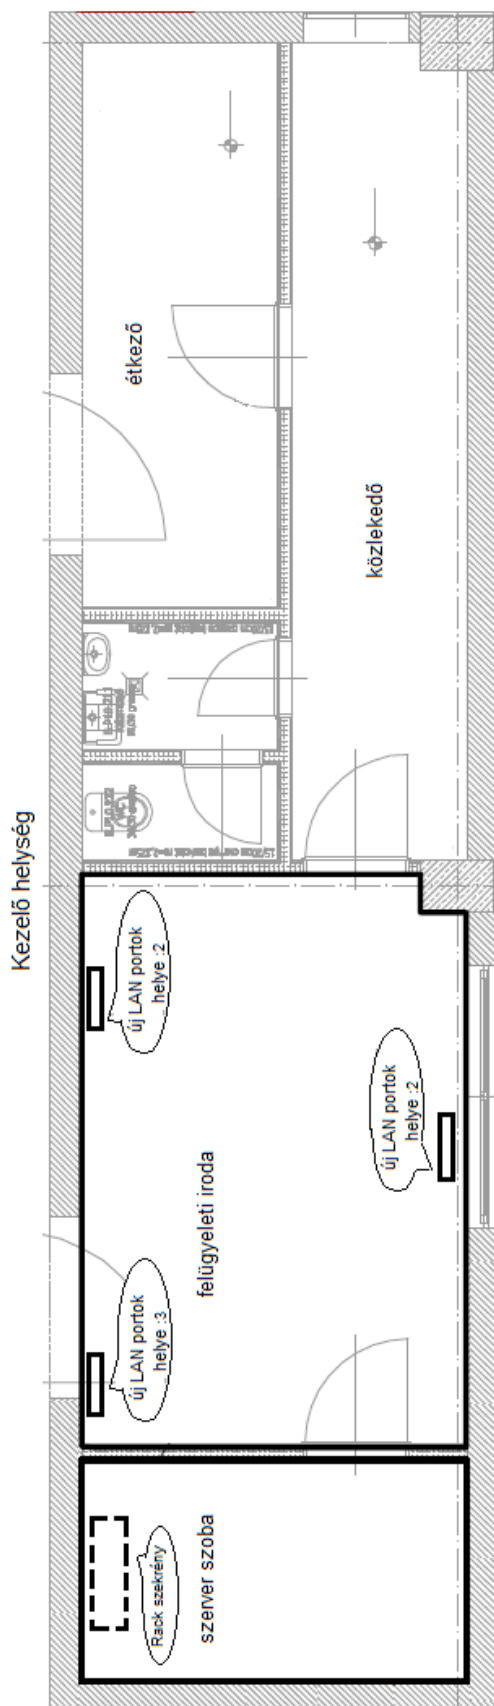 Kezelő helység
étkező
közlekedő
új LAN portok
helye :2
új LAN portok
helye :2
felügyeleti iroda
új LAN portok
helye :3
Rack szekrény
szerver szoba